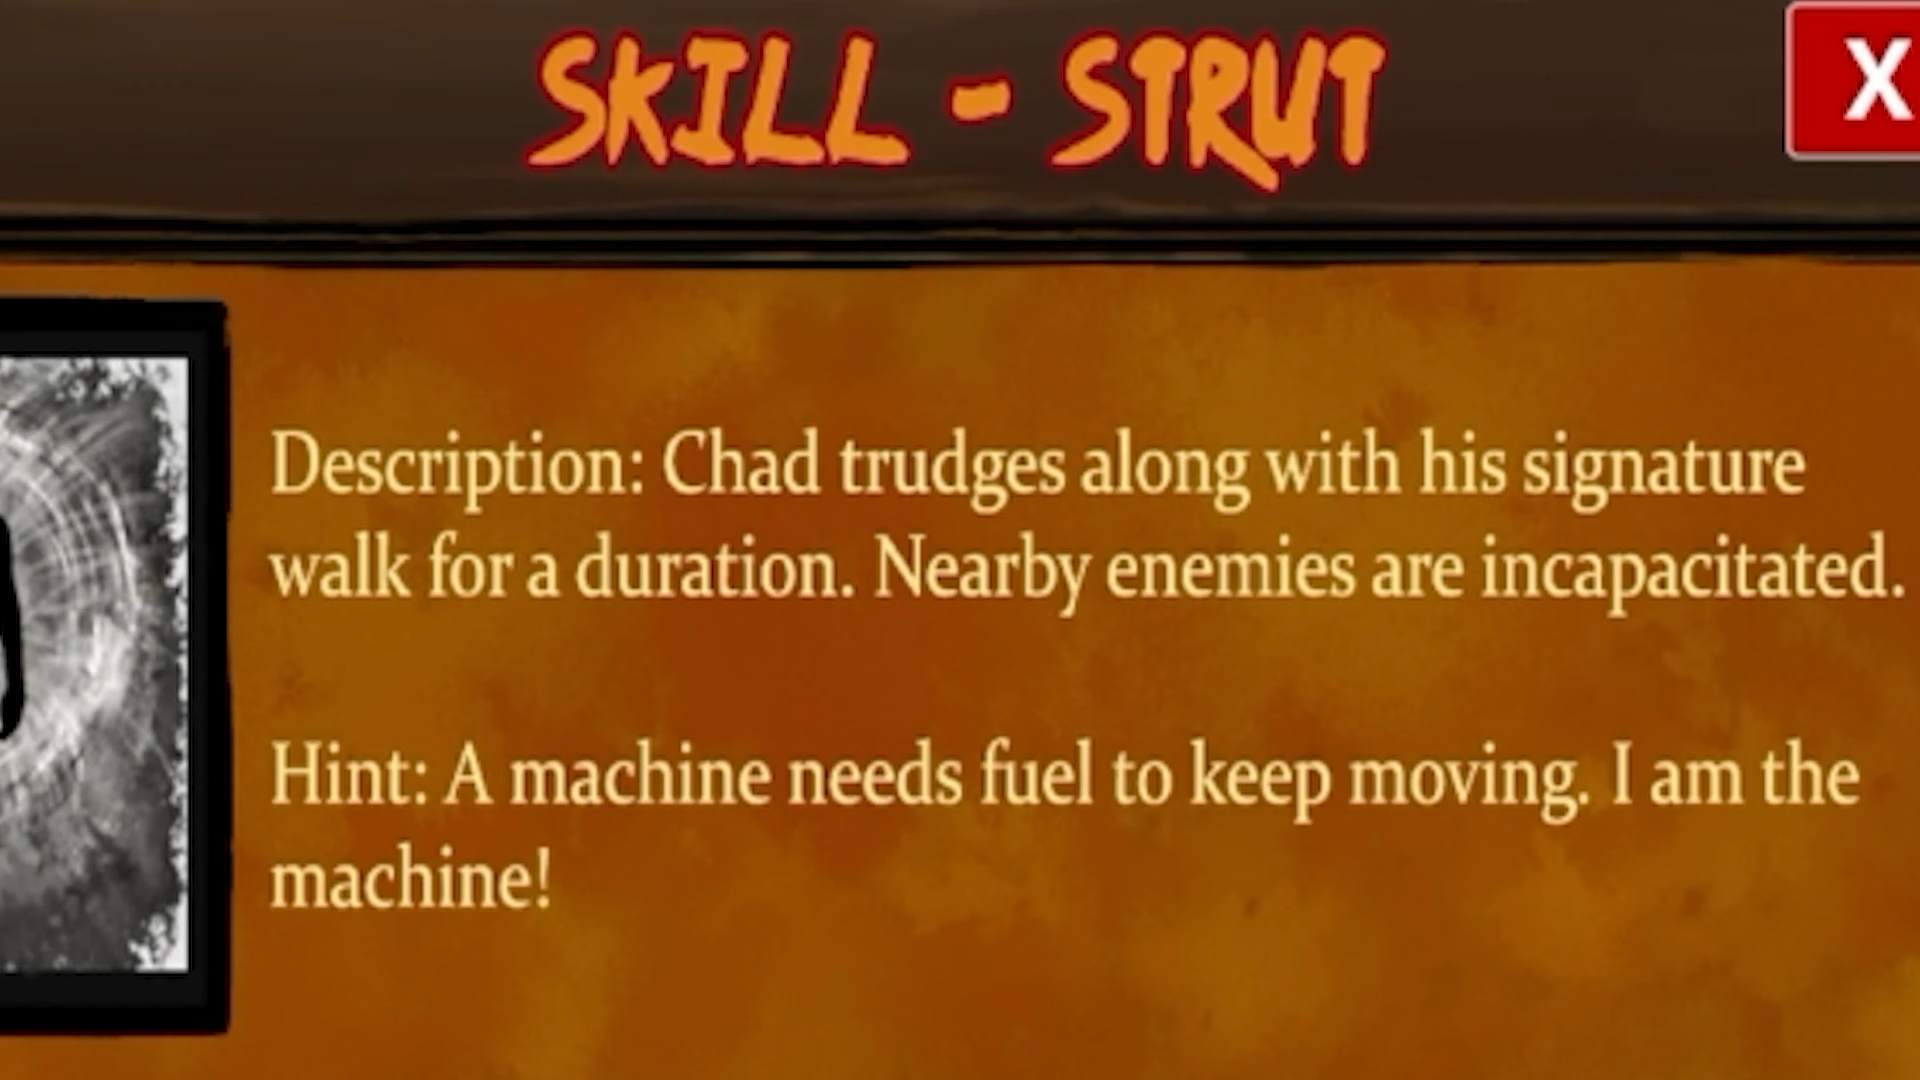 SKILL - STRUT
X
Description: Chad trudges along with his signature
walk for a duration. Nearby enemies are incapacitated.
Hint: A machine needs fuel to keep moving. I am the
machine!